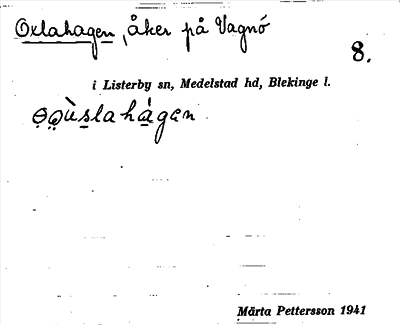 Oxlahagen, åker på Vagnö
8.
i Listerby sn, Medelstad hd, Blekinge l.
Märta Pettersson 1941